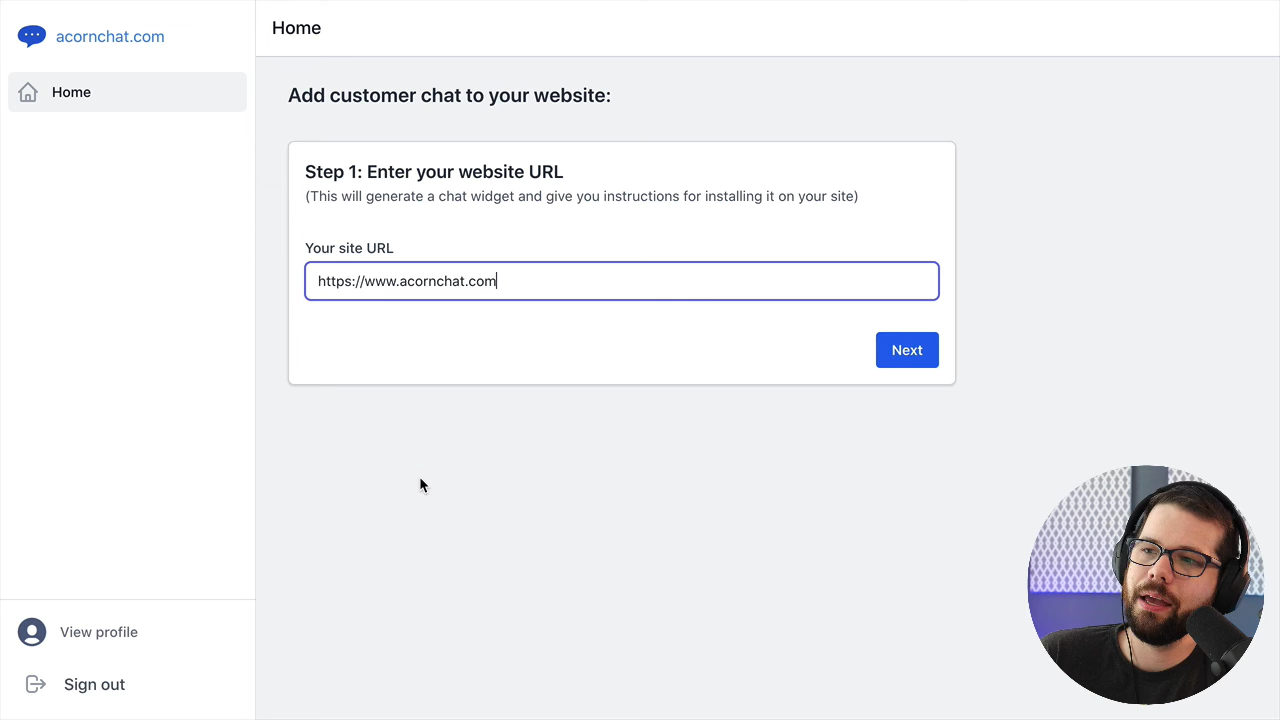 acornchat.com
Home
Home
Add customer chat to your website:
Step 1: Enter your website URL
(This will generate a chat widget and give you instructions for installing it on your site)
Your site URL
https://www.acornchat.com
Next
View profile
Sign out